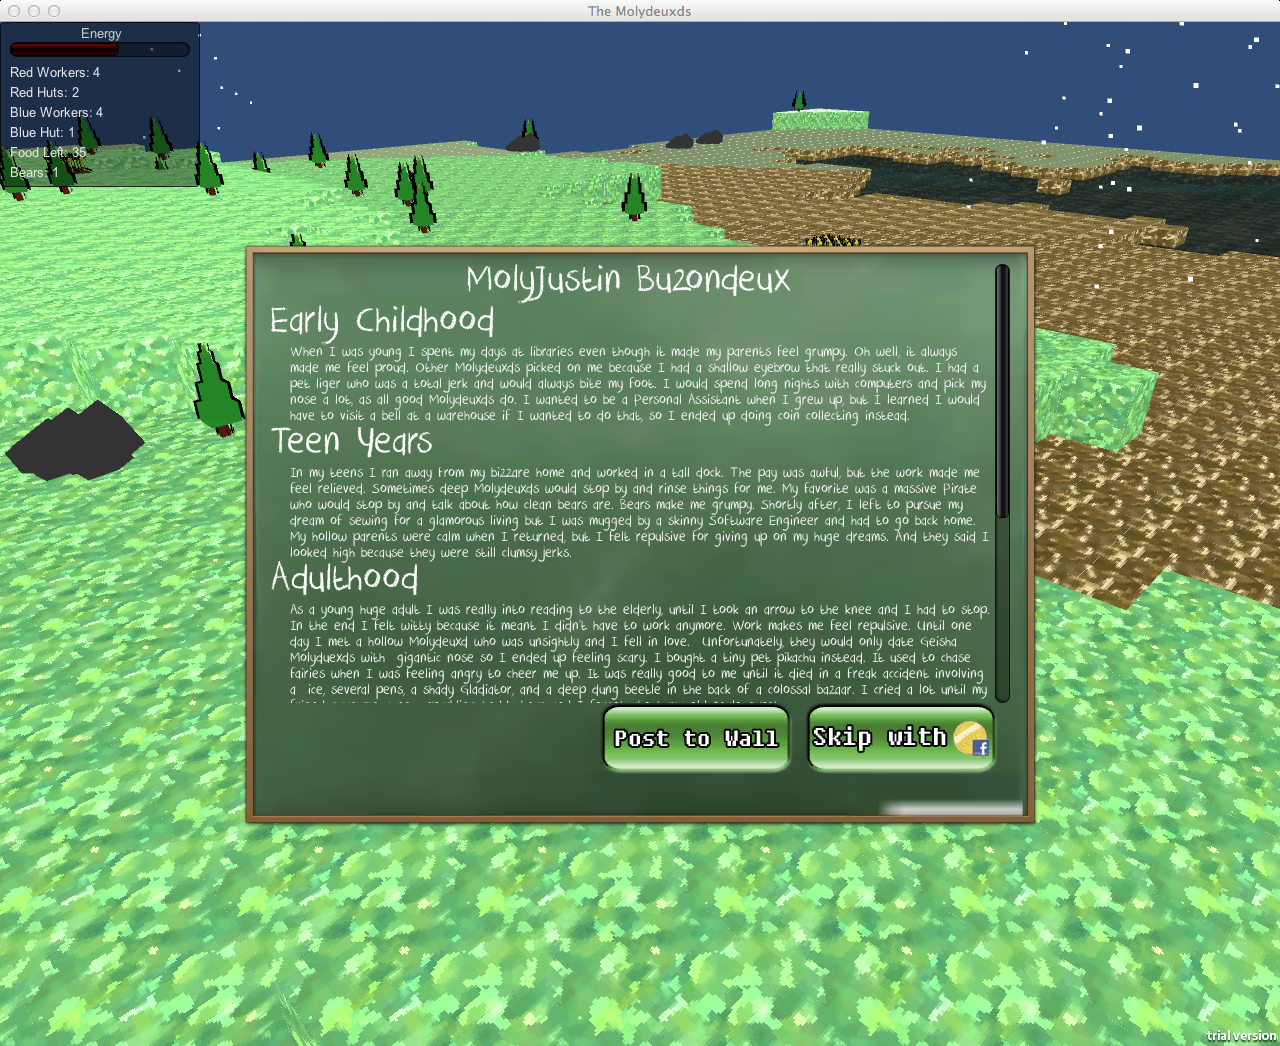 The Molydeuxds
Energy
Red Workers: 4
Red Huts: 2
Blue Workers: 4
Blue Hut: 1
Food Left: 35
Bears: 1
MolyJustin Buzondeux
Early Childhood
When I was young I spent my days at libraries even though it made my parents feel grumpy. Oh well, it always
made me feel proud. Other Molydeuxds picked on me because I had a shallow eyebrow that really stuck out. I had a
pet liger who was a total jerk and would always bite my foot. I would spend long nights with computers and pick my
nose a lot, as all good Molydeuxds do. I wanted to be a Personal Assistant when I grew up, but I learned I would
have to visit a bell at a warehouse if I wanted to do that, so I ended up doing coin collecting instead.
Teen Years
In my teens I ran away from my bizzare home and worked in a tall dock. The pay was awful, but the work made me
feel relieved. Sometimes deep Molydeuxds would stop by and rinse things for me. My favorite was a massive Pirate
who would stop by and talk about how clean bears are. Bears make me grumpy. Shortly after, I left to pursue my
dream of sewing for a glamorous living but I was mugged by a skinny Software Engineer and had to go back home.
My hollow parents were calm when I returned, but I felt repulsive for giving up on my huge dreams. And they said I
looked high because they were still clumsy jerks.
Adulthood
As a young huge adult I was really into reading to the elderly, until I took an arrow to the knee and I had to stop.
In the end I felt witty because it meant I didn't have to work anymore. Work makes me feel repulsive. Until one
day I met a hollow Molydeuxd who was unsightly and I fell in love. Unfortunately, they would only date Geisha
Molyduexds with gigantic nose so I ended up feeling scary. I bought a tiny pet pikachu instead. It used to chase
fairies when I was feeling angry to cheer me up. It was really good to me until it died in a freak accident involving
a ice, several pens, a shady Gladiator, and a deep dung beetle in the back of a colossal bazaar. I cried a lot until my
Post to Wall
Skip with
f
trial version